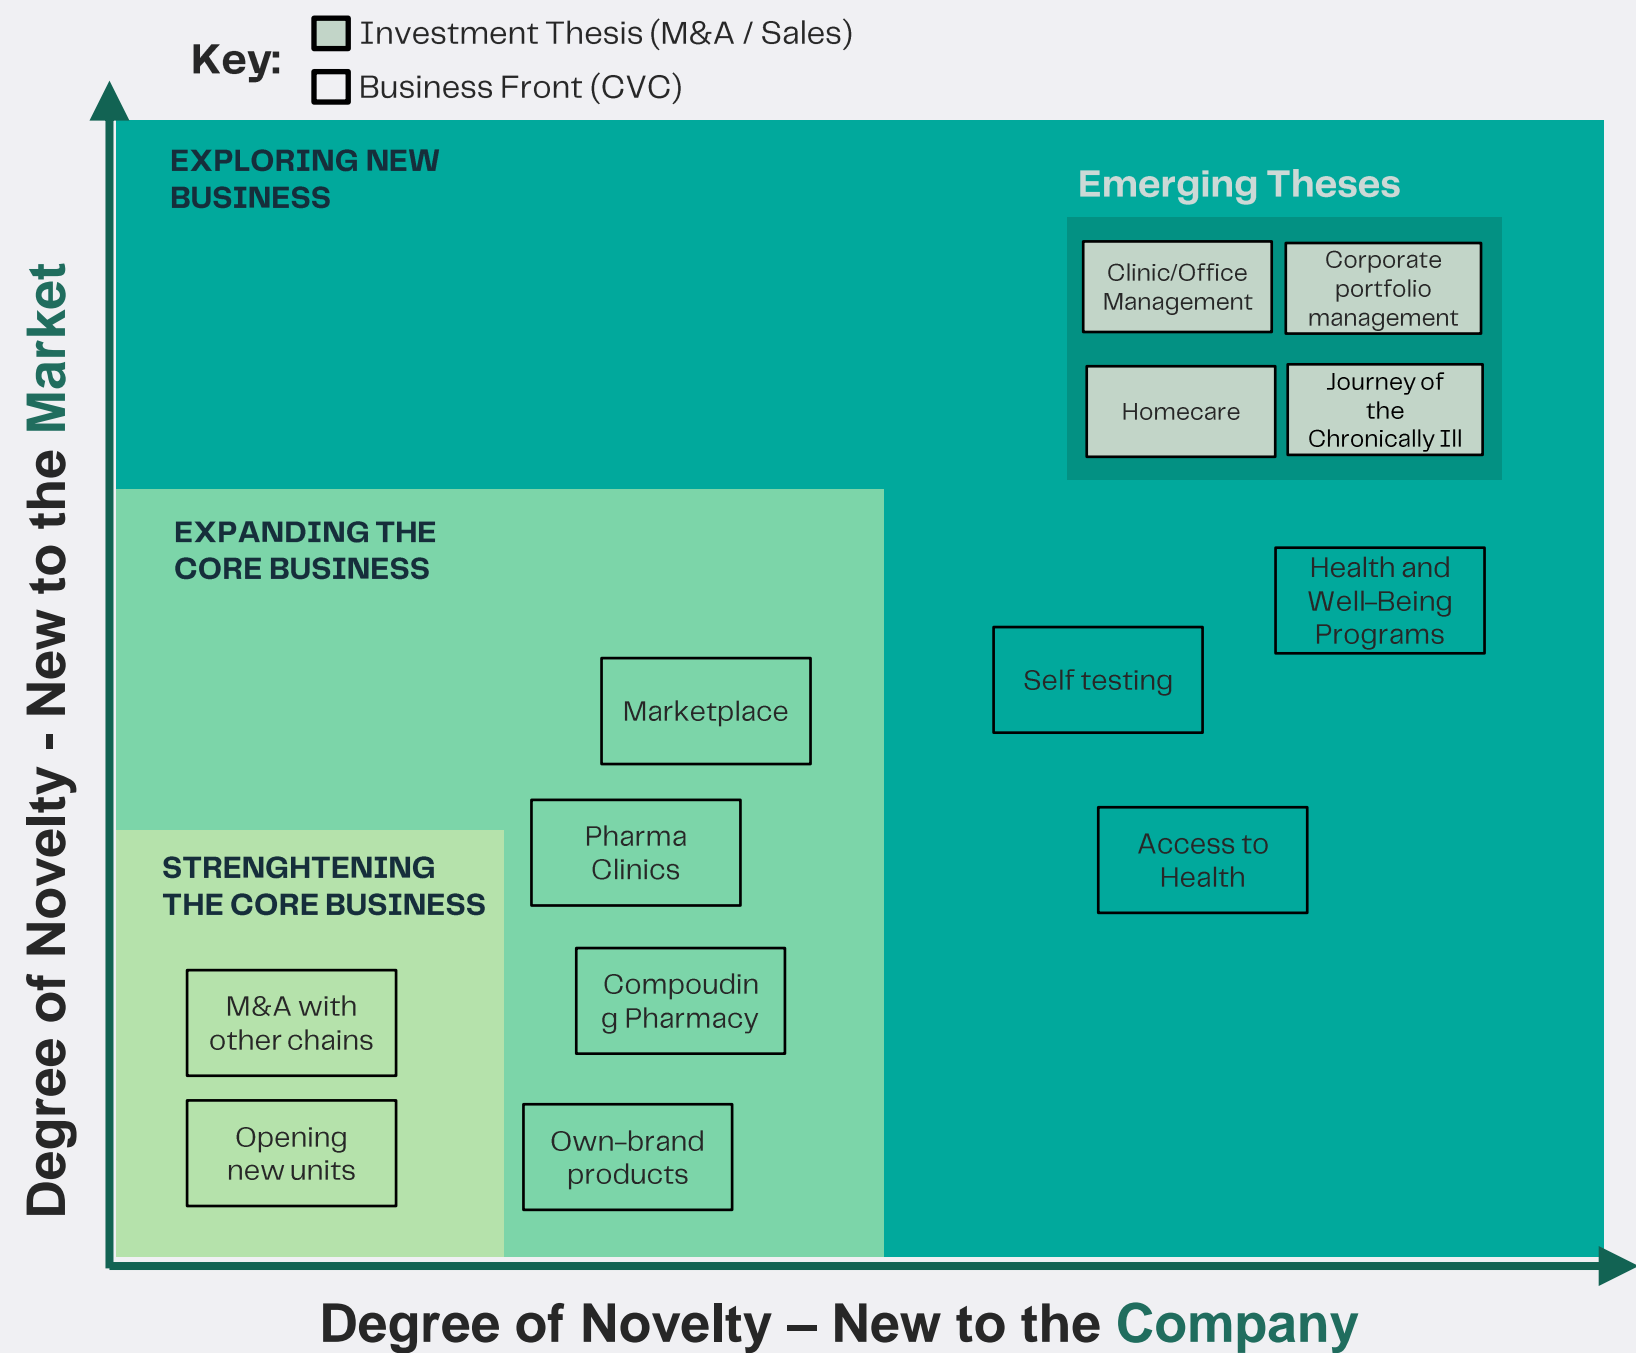 Key:
Investment Thesis (M&A / Sales)
Business Front (CVC)
EXPLORING NEW
BUSINESS
Emerging Theses
Clinic/Office
Management
Corporate
portfolio
management
Homecare
Journey of
the
Chronically Ill
EXPANDING THE
CORE BUSINESS
Health and
Well-Being
Programs
Self testing
Marketplace
Pharma
Clinics
Access to
Health
STRENGHTENING
THE CORE BUSINESS
Compoudin
g Pharmacy
M&A with
other chains
Opening
new units
Own-brand
products
Degree of Novelty - New to the Market
Degree of Novelty – New to the Company